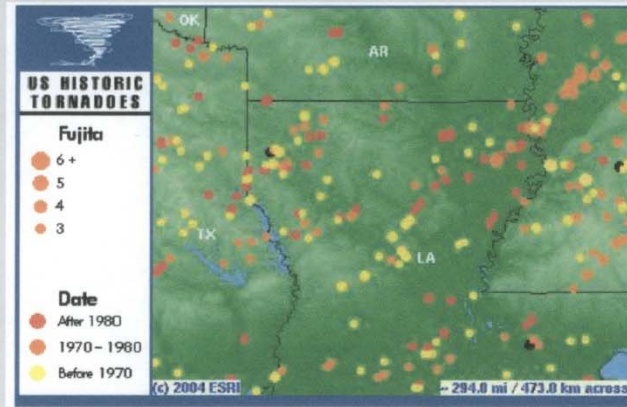 US HISTORIC
TORNADOES
Fujita
6 +
5
4
3
Date
After 1980
1970 - 1980
Before 1970
OK
AR
TX
LA
(c) 2004 ESRI
~ 294.0 mi / 473.0 km across